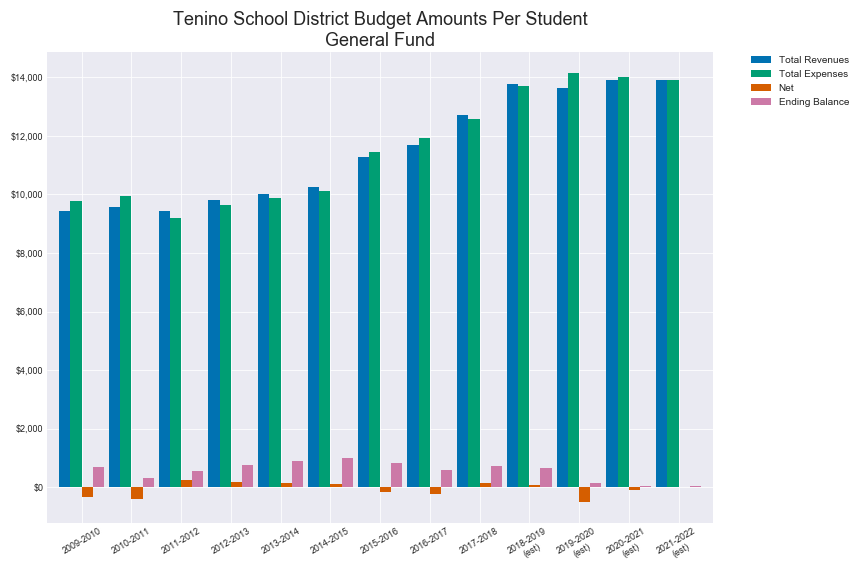 Tenino School District Budget Amounts Per Student
General Fund
Total Revenues
Total Expenses
Net
Ending Balance
$14,000
$12,000
$10,000
$8,000
$6,000
$4,000
$2,000
$0
2009-2010
2010-2011
2011-2012
2012-2013
2013-2014
2014-2015
2015-2016
2016-2017
2017-2018
2018-2019
(est)
2019-2020
(est)
2020-2021
(est)
2021-2022
(est)